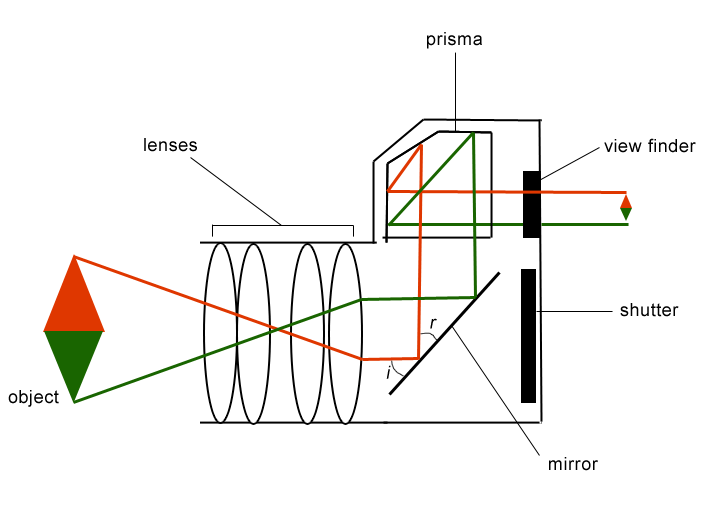 prisma
lenses
view finder
r
shutter
i
object
mirror